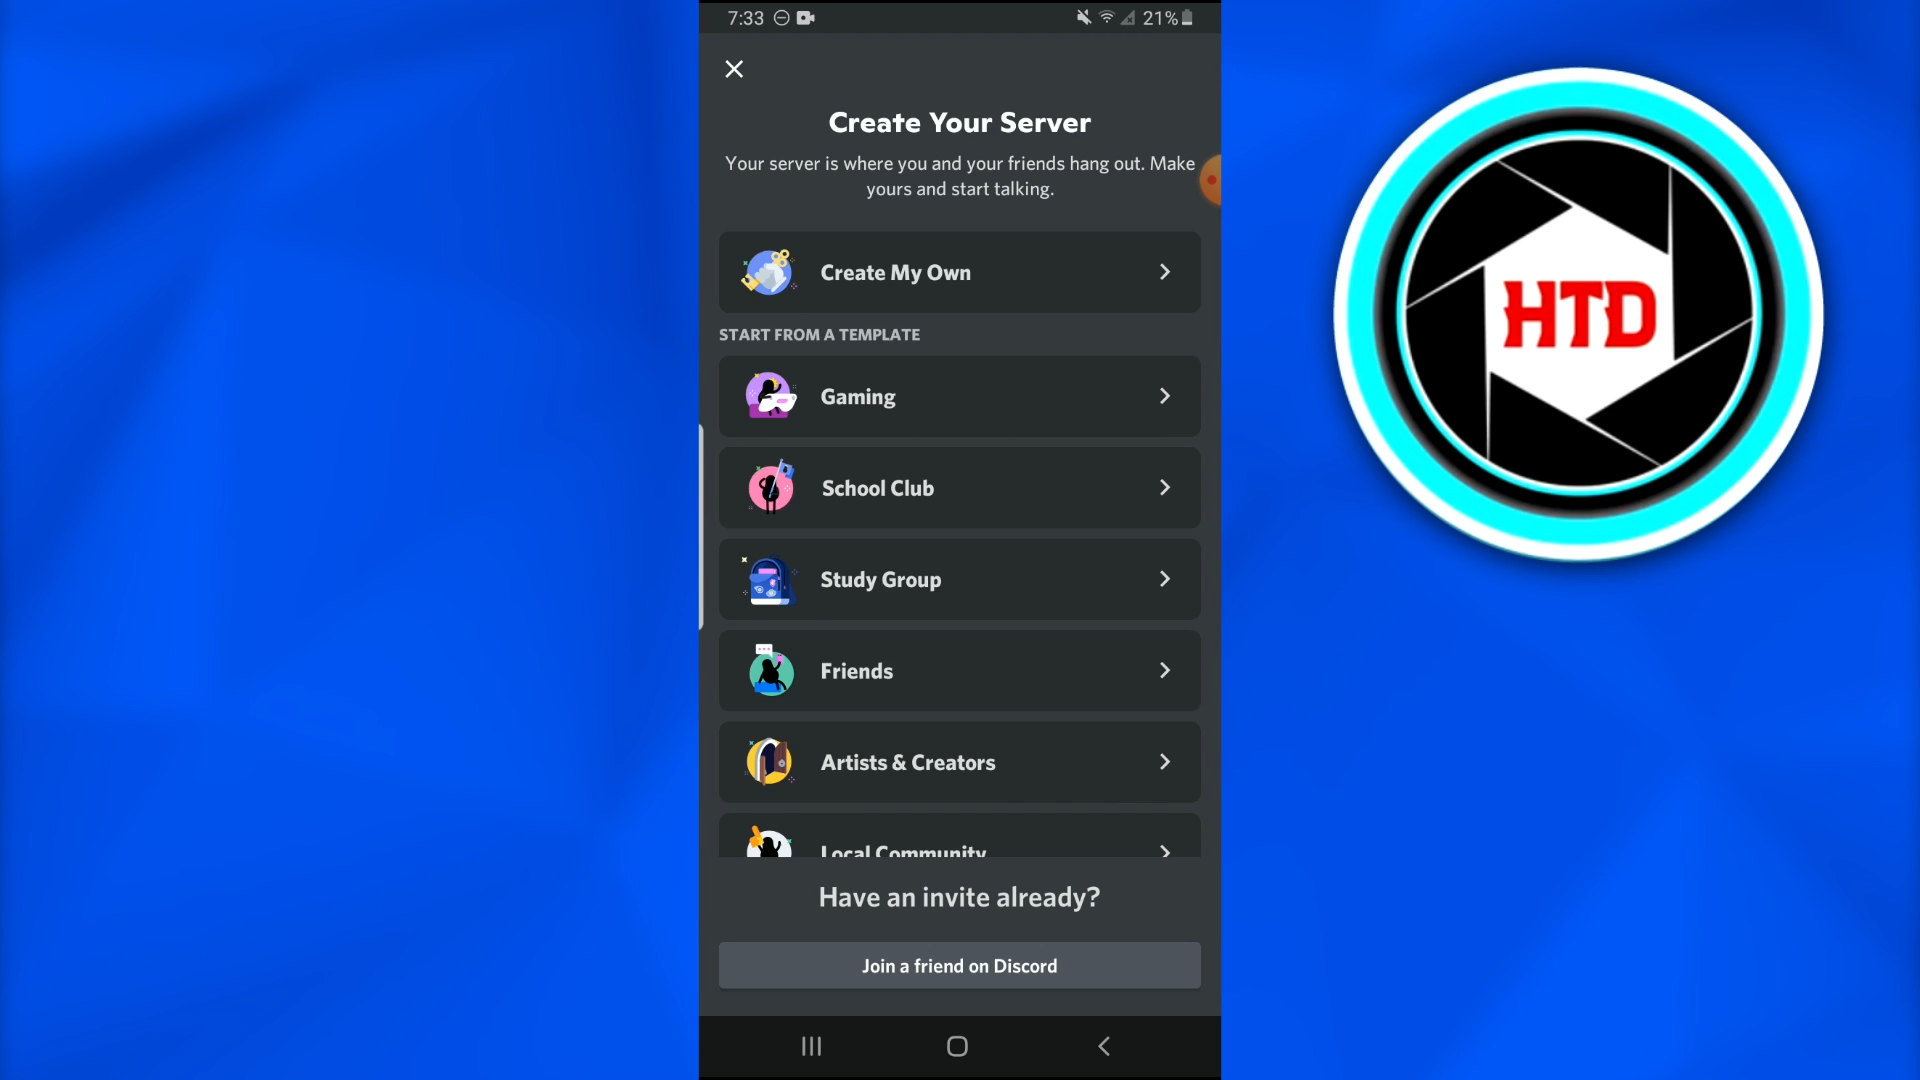 7:33
21%
Create Your Server
Your server is where you and your friends hang out. Make
yours and start talking.
Create My Own
START FROM A TEMPLATE
Gaming
School Club
Study Group
Friends
Artists & Creators
Local Community
Have an invite already?
Join a friend on Discord
HTD